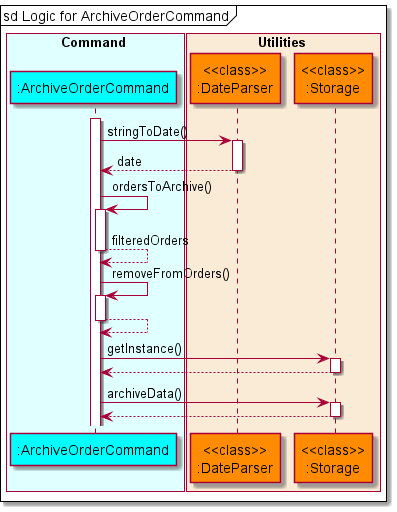 sd Logic for ArchiveOrderCommand
Command
Utilities
:ArchiveOrderCommand
<<class>>
:DateParser
<<class>>
:Storage
stringToDate()
date
ordersToArchive()
filteredOrders
removeFromOrders()
getInstance()
archiveData()
:ArchiveOrderCommand
<<class>>
:DateParser
<<class>>
:Storage